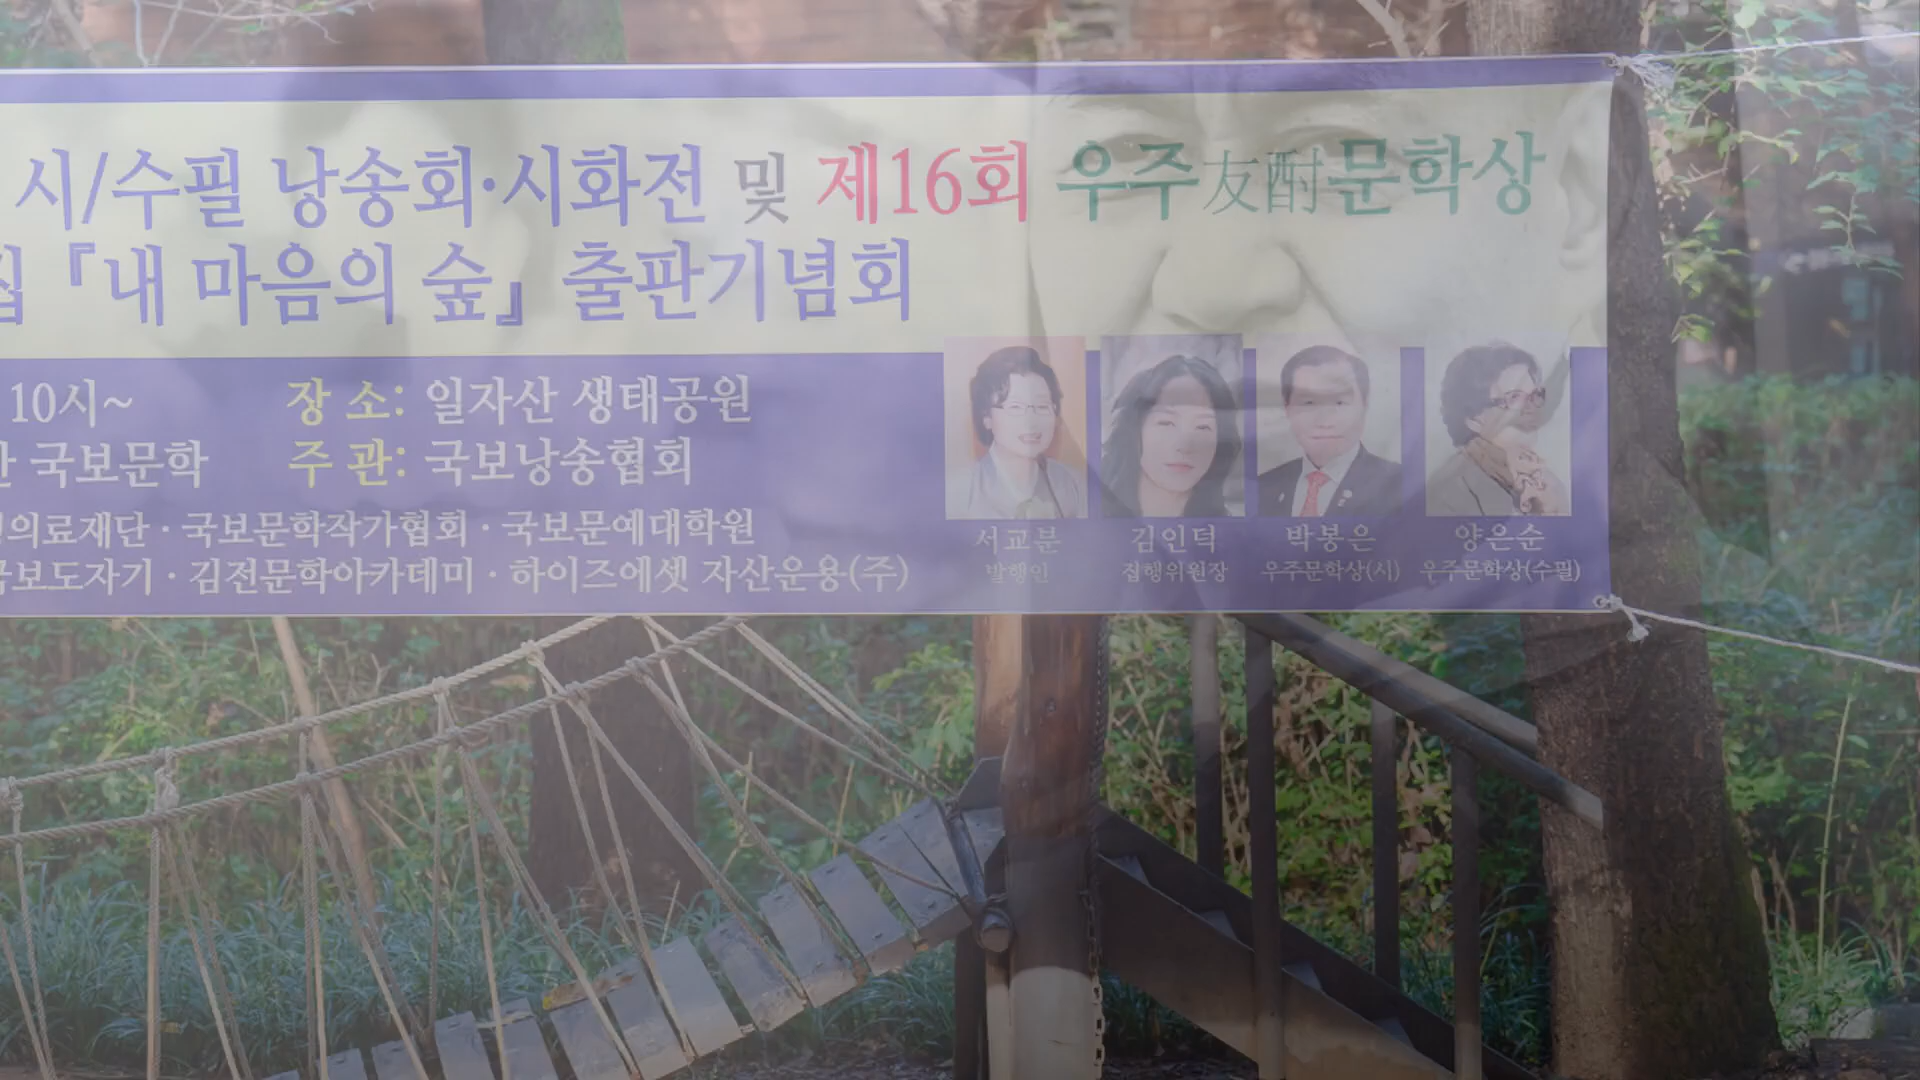 시/수필 낭송회·시화전 및 제16회 우주友酎문학상
집『내 마음의 숲』출판기념회
10시~ 장 소: 일자산 생태공원
국보문학 주 관: 국보낭송협회
의료재단 · 국보문학작가협회 · 국보문예대학원
국보도자기 · 김전문학아카데미 · 하이즈에셋 자산운용(주)
서교분 김인덕 박봉은 양은순
발행인 집행위원장 우주문학상(시) 우주문학상(수필)